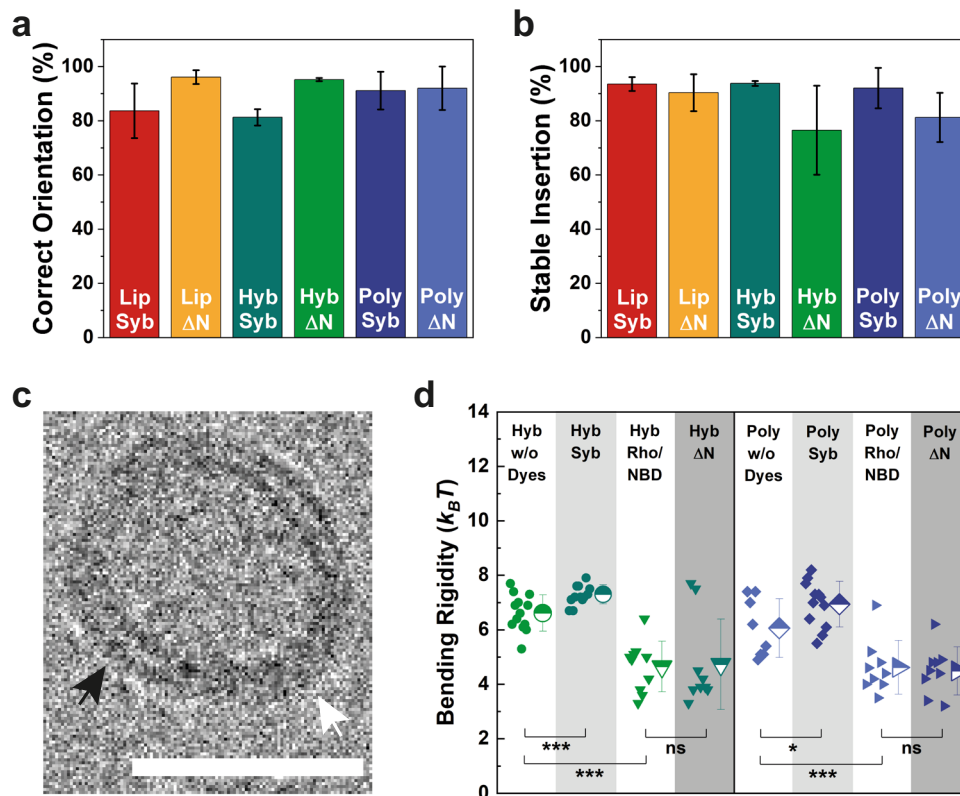 a
Correct Orientation (%)
100
80
60
40
20
0
Lip Syb
Lip ΔN
Hyb Syb
Hyb ΔN
Poly Syb
Poly ΔN
b
Stable Insertion (%)
100
80
60
40
20
0
Lip Syb
Lip ΔN
Hyb Syb
Hyb ΔN
Poly Syb
Poly ΔN
c
d
Bending Rigidity (k_BT)
14
12
10
8
6
4
2
0
Hyb w/o Dyes
Hyb Syb
Hyb Rho/NBD
Hyb ΔN
Poly w/o Dyes
Poly Syb
Poly Rho/NBD
Poly ΔN
***
***
ns
*
***
ns